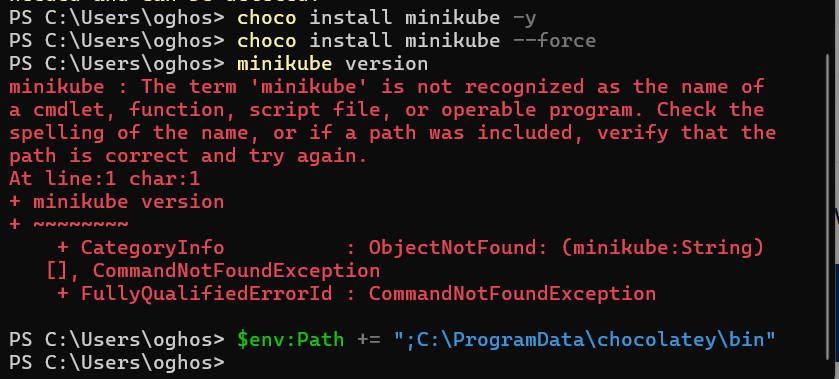 PS C:\Users\oghos> choco install minikube -y
PS C:\Users\oghos> choco install minikube --force
PS C:\Users\oghos> minikube version
minikube : The term 'minikube' is not recognized as the name of
a cmdlet, function, script file, or operable program. Check the
spelling of the name, or if a path was included, verify that the
path is correct and try again.
At line:1 char:1
+ minikube version
+ ~~~~~~~~
    + CategoryInfo          : ObjectNotFound: (minikube:String)
   [], CommandNotFoundException
    + FullyQualifiedErrorId : CommandNotFoundException

PS C:\Users\oghos> $env:Path += ";C:\ProgramData\chocolatey\bin"
PS C:\Users\oghos>